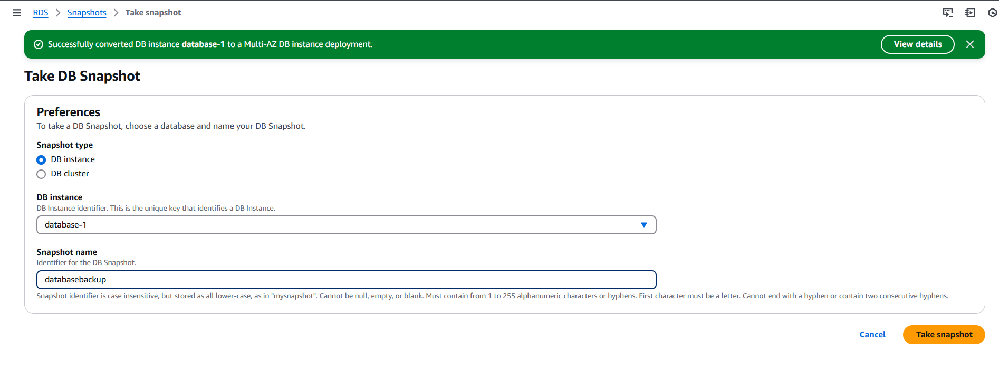 RDS > Snapshots > Take snapshot
Successfully converted DB instance database-1 to a Multi-AZ DB instance deployment. View details
Take DB Snapshot
Preferences
To take a DB Snapshot, choose a database and name your DB Snapshot.
Snapshot type
DB instance
DB cluster
DB instance
DB Instance identifier. This is the unique key that identifies a DB Instance.
database-1
Snapshot name
Identifier for the DB Snapshot.
databasebackup
Snapshot identifier is case insensitive, but stored as all lower-case, as in "mysnapshot". Cannot be null, empty, or blank. Must contain from 1 to 255 alphanumeric characters or hyphens. First character must be a letter. Cannot end with a hyphen or contain two consecutive hyphens.
Cancel Take snapshot